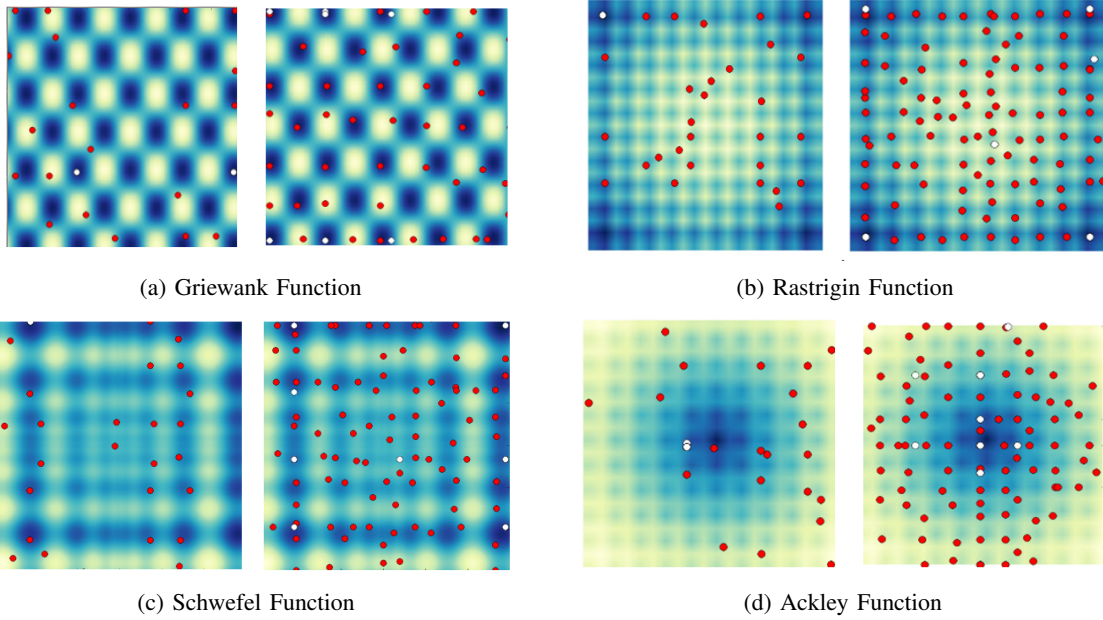 (a) Griewank Function
(b) Rastrigin Function
(c) Schwefel Function
(d) Ackley Function